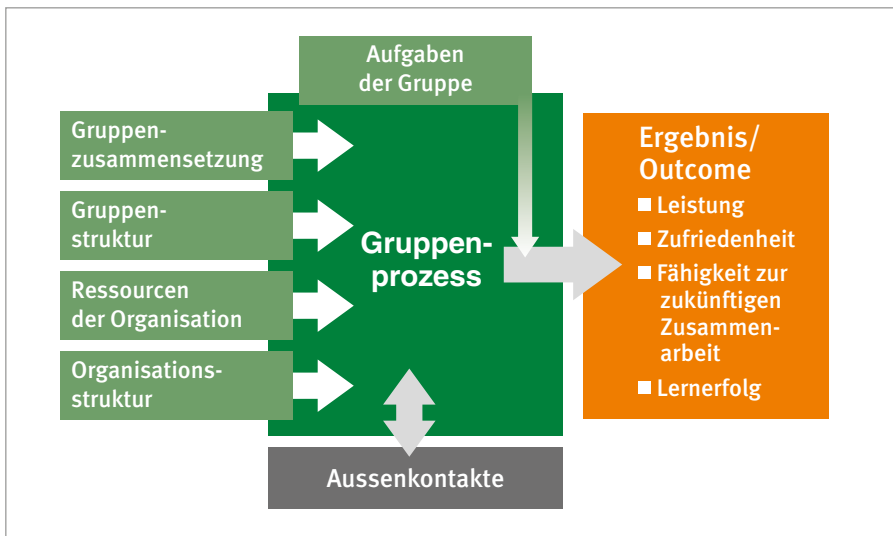 Aufgaben
der Gruppe
Gruppen-
zusammensetzung
Gruppen-
struktur
Ressourcen
der Organisation
Organisations-
struktur
Gruppen-
prozess
Aussenkontakte
Ergebnis/
Outcome
Leistung
Zufriedenheit
Fähigkeit zur
zukünftigen
Zusammen-
arbeit
Lernerfolg